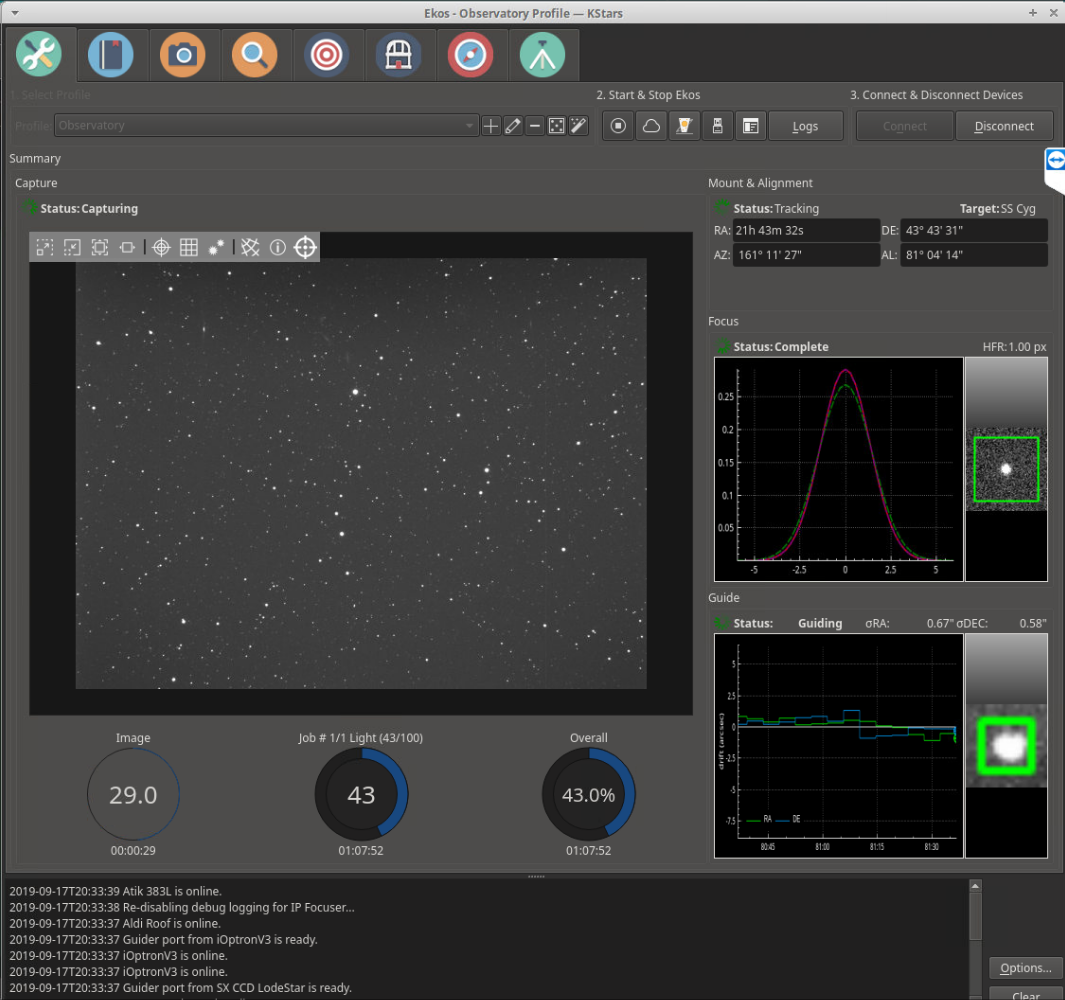 Ekos - Observatory Profile — KStars
1. Select Profile
2. Start & Stop Ekos
3. Connect & Disconnect Devices
Profile: Observatory
Logs
Connect
Disconnect
Summary
Capture
Status: Capturing
Mount & Alignment
Status: Tracking
Target: SS Cyg
RA: 21h 43m 32s
DE: 43° 43' 31"
AZ: 161° 11' 27"
AL: 81° 04' 14"
Focus
Status: Complete
HFR: 1.00 px
0.25
0.2
0.15
0.1
0.05
-5 -2.5 0 2.5 5
Guide
Status: Guiding σRA: 0.67" σDEC: 0.58"
drift (arcsec)
5
2.5
0
-2.5
-5
-7.5
RA DE
80:45 81:00 81:15 81:30
Image
29.0
00:00:29
Job # 1/1 Light (43/100)
43
01:07:52
Overall
43.0%
01:07:52
2019-09-17T20:33:39 Atik 383L is online.
2019-09-17T20:33:38 Re-disabling debug logging for IP Focuser...
2019-09-17T20:33:37 Aldi Roof is online.
2019-09-17T20:33:37 Guider port from iOptronV3 is ready.
2019-09-17T20:33:37 iOptronV3 is online.
2019-09-17T20:33:37 iOptronV3 is online.
2019-09-17T20:33:37 Guider port from SX CCD LodeStar is ready.
Options...
Clear